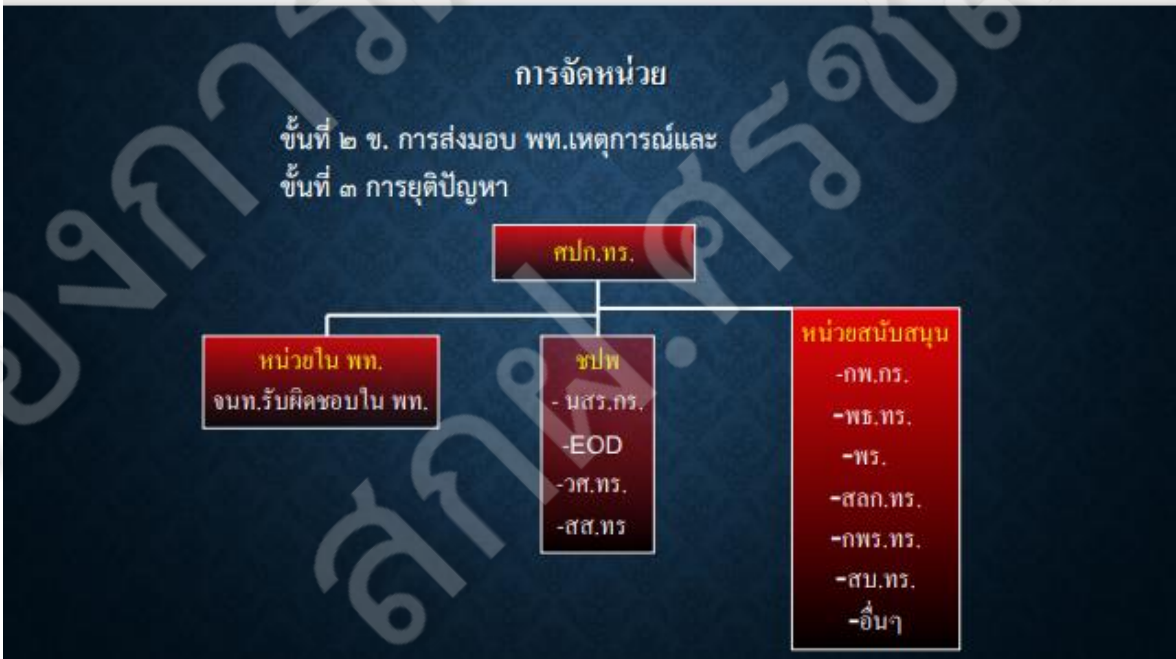 การจัดหน่วย
ขั้นที่ ๒ ข. การส่งมอบ พท.เหตุการณ์และ
ขั้นที่ ๓ การยุติปัญหา
ศปก.ทร.
หน่วยใน พท.
จนท.รับผิดชอบใน พท.
ชปพ
- นสร.กร.
-EOD
-วศ.ทร.
-สส.ทร
หน่วยสนับสนุน
-กพ.กร.
-พธ.ทร.
-พร.
-สลก.ทร.
-กพร.ทร.
-สบ.ทร.
-อื่นๆ